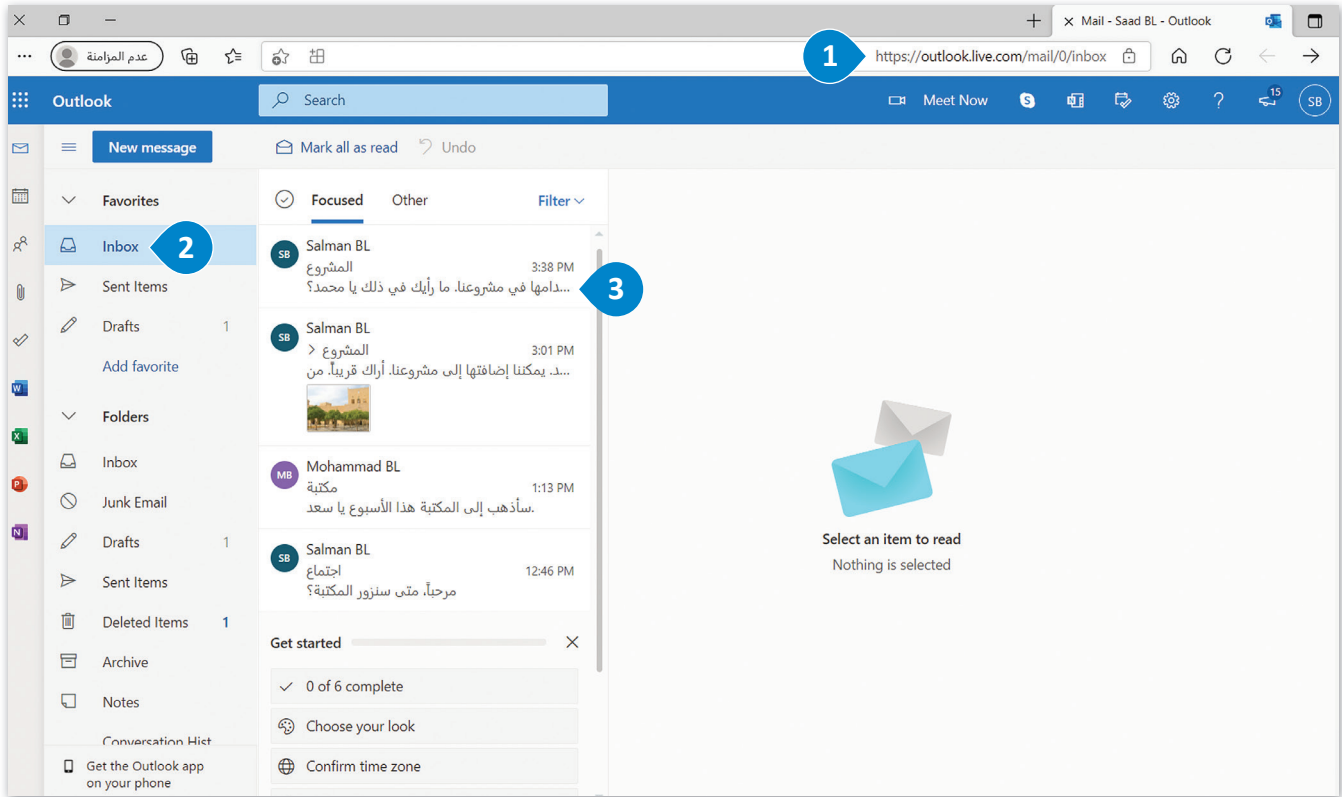 Mail - Saad BL - Outlook
عدم المزامنة
1
https://outlook.live.com/mail/0/inbox
Outlook
Search
Meet Now
15
SB
New message
Mark all as read
Undo
Favorites
Inbox
2
Sent Items
Drafts 1
Add favorite
Folders
Inbox
Junk Email
Drafts 1
Sent Items
Deleted Items 1
Archive
Notes
Conversation Hist
Get the Outlook app
on your phone
Focused
Other
Filter
SB
Salman BL
المشروع
3:38 PM
...دامها في مشروعنا. ما رأيك في ذلك يا محمد؟
3
SB
Salman BL
المشروع >
3:01 PM
...د. يمكننا إضافتها إلى مشروعنا. أراك قريباً. من
MB
Mohammad BL
مكتبة
1:13 PM
سأذهب إلى المكتبة هذا الأسبوع يا سعد.
SB
Salman BL
اجتماع
12:46 PM
مرحباً، متى سنزور المكتبة؟
Get started
0 of 6 complete
Choose your look
Confirm time zone
Select an item to read
Nothing is selected